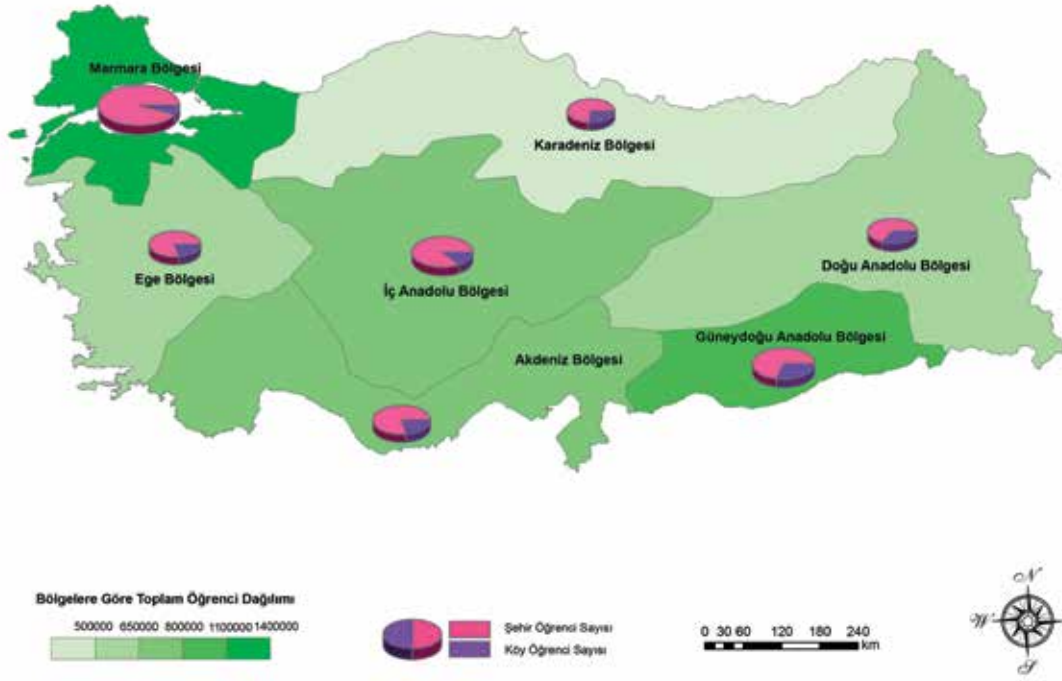 Marmara Bölgesi
Karadeniz Bölgesi
Ege Bölgesi
İç Anadolu Bölgesi
Doğu Anadolu Bölgesi
Güneydoğu Anadolu Bölgesi
Akdeniz Bölgesi
Bölgelere Göre Toplam Öğrenci Dağılımı
500000 650000 800000 1100000 1400000
Şehir Öğrenci Sayısı
Köy Öğrenci Sayısı
0 30 60 120 180 240
km
N
W
S